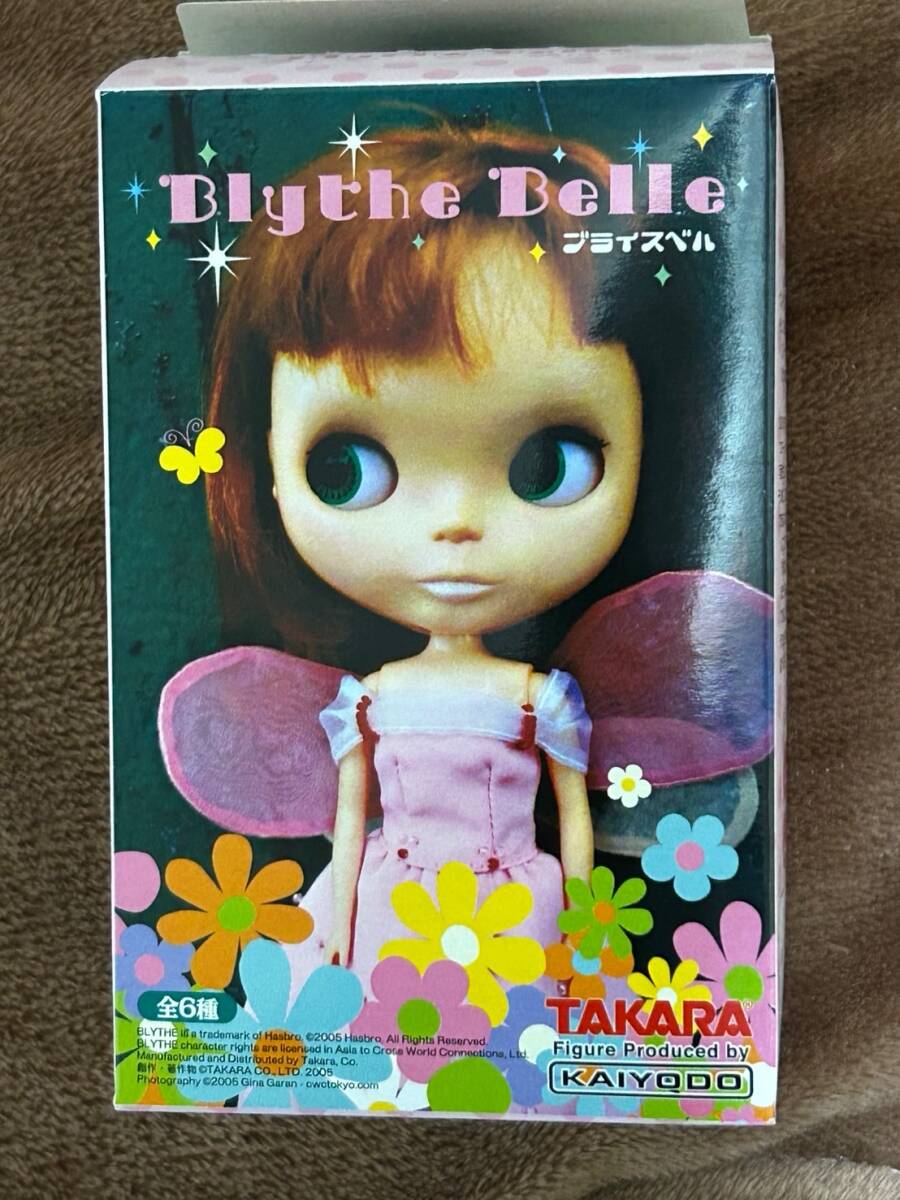 Blythe Belle
ブライスベル
全6種
BLYTHE is a trademark of Hasbro. ©2005 Hasbro. All Rights Reserved.
BLYTHE character rights are licensed in Asia to Cross World Connections, Ltd.
Manufactured and Distributed by Takara, Co.
創作・著作物 ©TAKARA CO., LTD. 2005
Photography ©2005 Gina Garan · cwctokyo.com
TAKARA®
Figure Produced by
KAIYODO